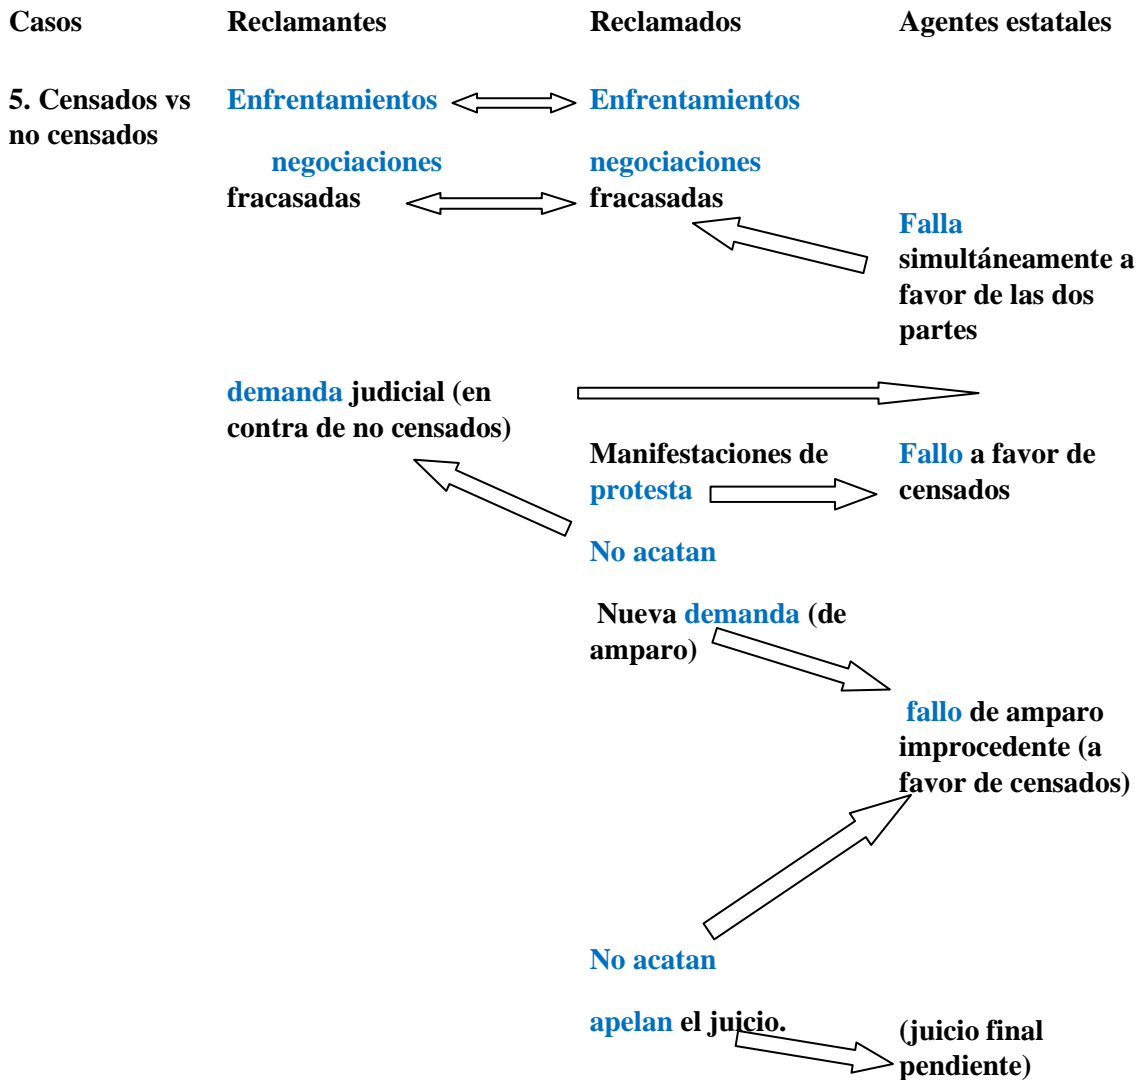 Casos Reclamantes Reclamados Agentes estatales
5. Censados vs Enfrentamientos Enfrentamientos
no censados
negociaciones negociaciones
fracasadas fracasadas
Falla
simultáneamente a
favor de las dos
partes
demanda judicial (en
contra de no censados)
Manifestaciones de Fallo a favor de
protesta censados
No acatan
Nueva demanda (de
amparo)
fallo de amparo
improcedente (a
favor de censados)
No acatan
apelan el juicio. (juicio final
pendiente)